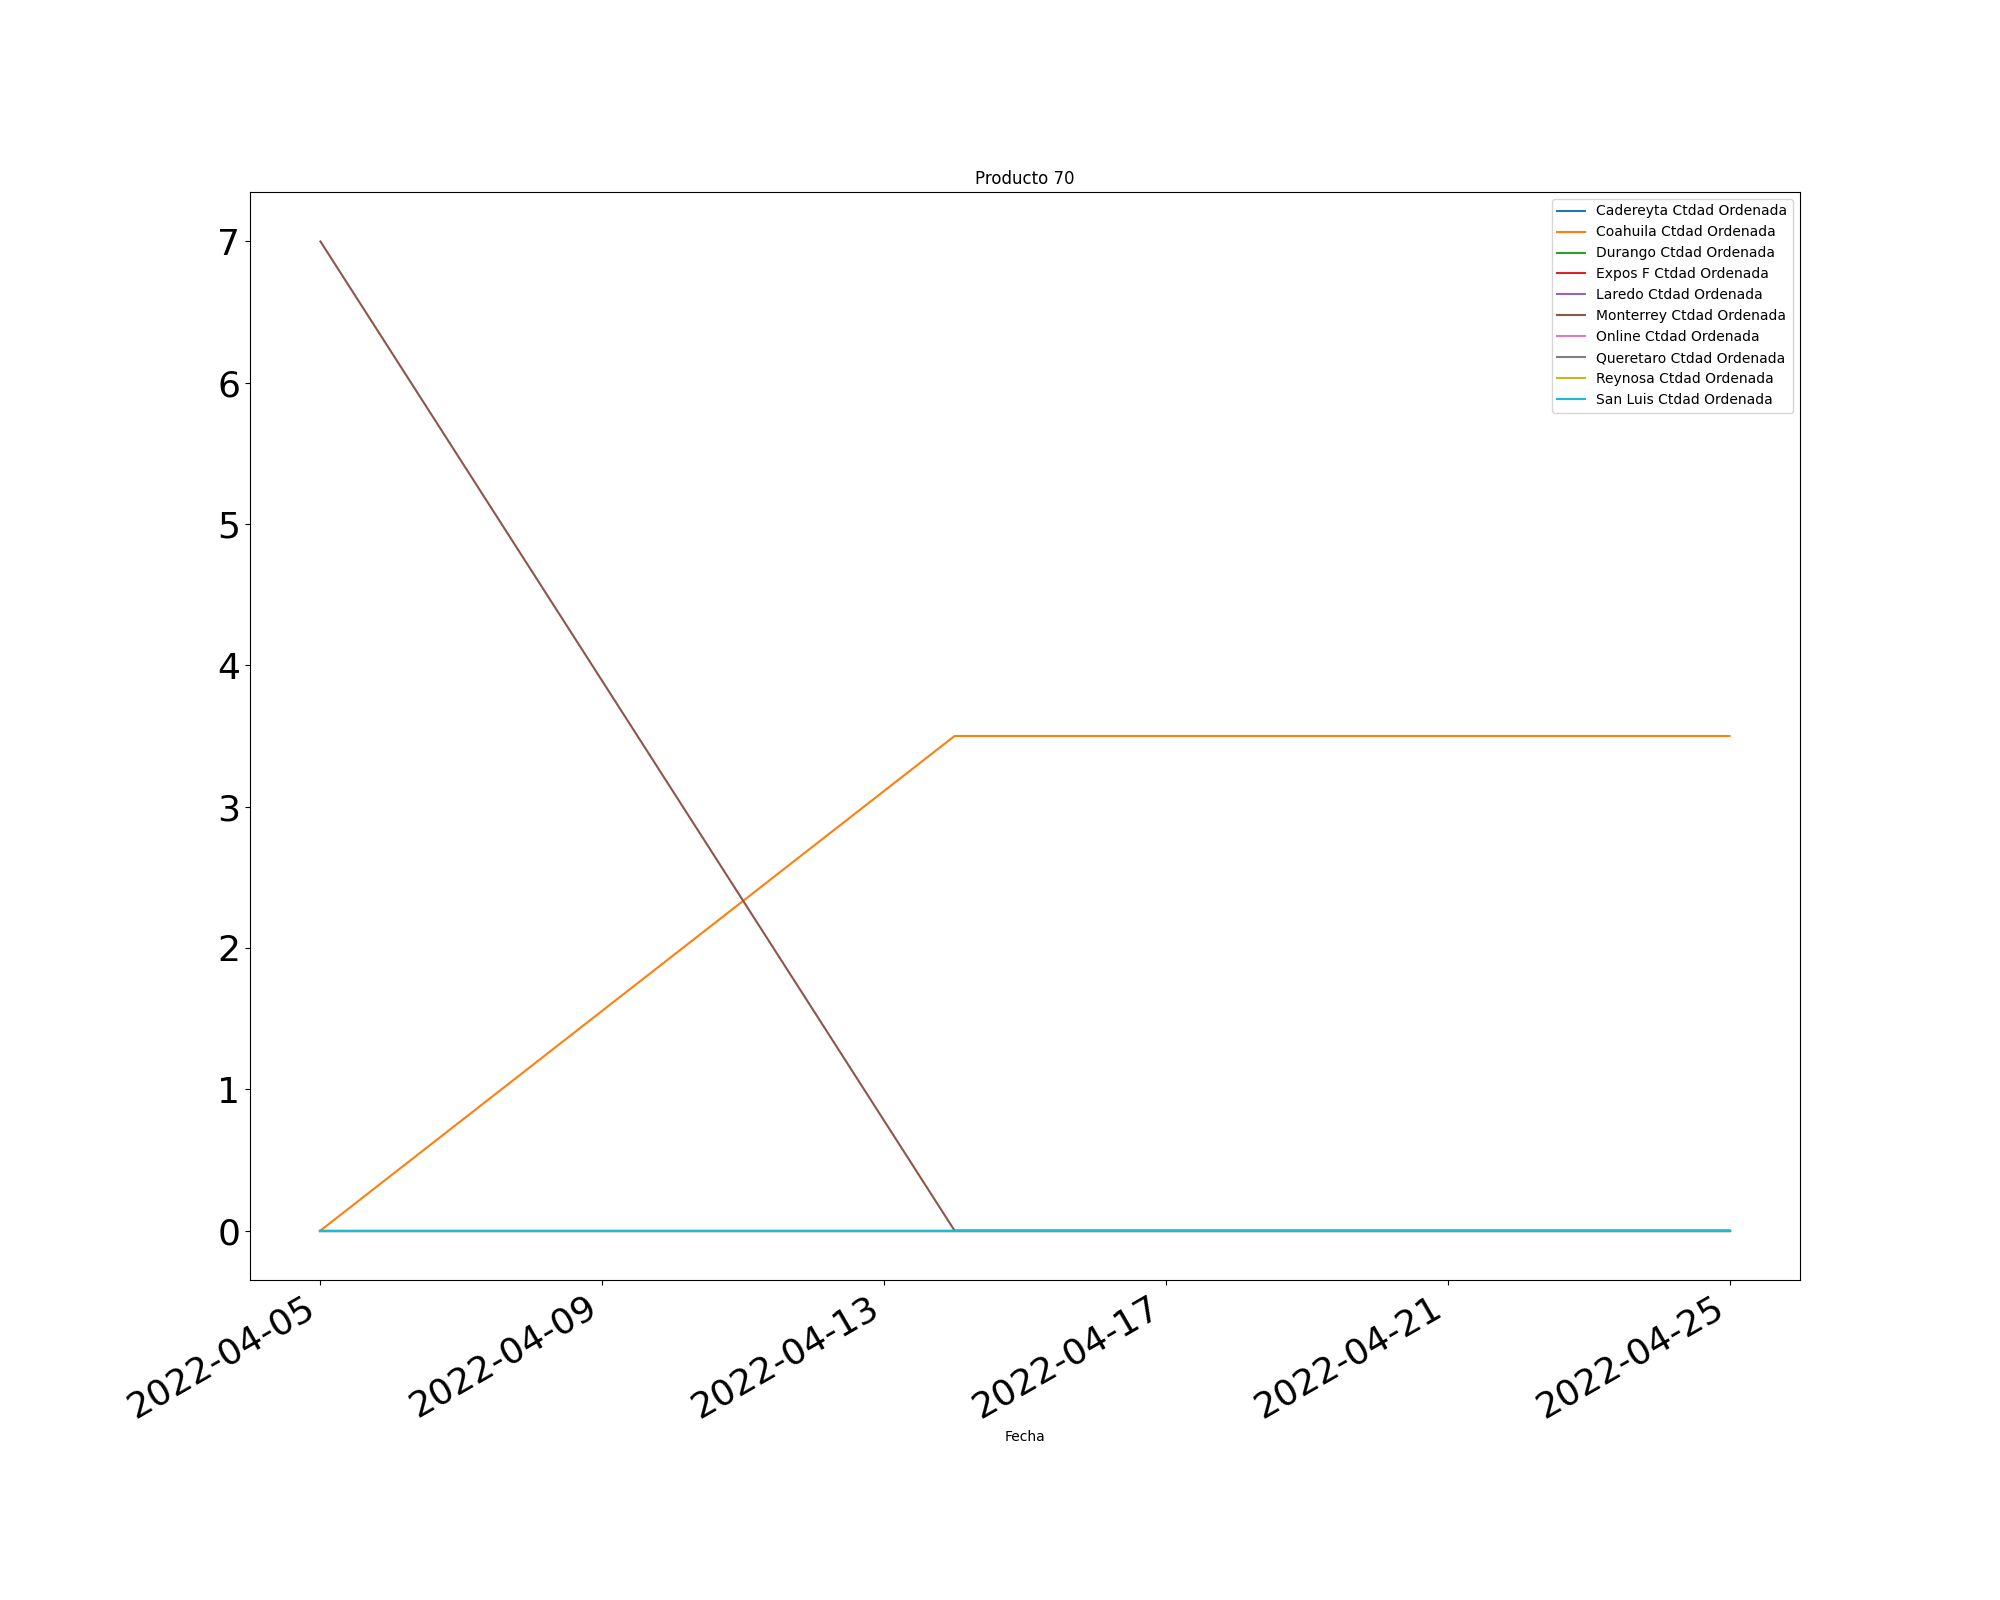 Producto 70
7
6
5
4
3
2
1
0
Cadereyta Ctdad Ordenada
Coahuila Ctdad Ordenada
Durango Ctdad Ordenada
Expos F Ctdad Ordenada
Laredo Ctdad Ordenada
Monterrey Ctdad Ordenada
Online Ctdad Ordenada
Queretaro Ctdad Ordenada
Reynosa Ctdad Ordenada
San Luis Ctdad Ordenada
2022-04-05
2022-04-09
2022-04-13
2022-04-17
2022-04-21
2022-04-25
Fecha